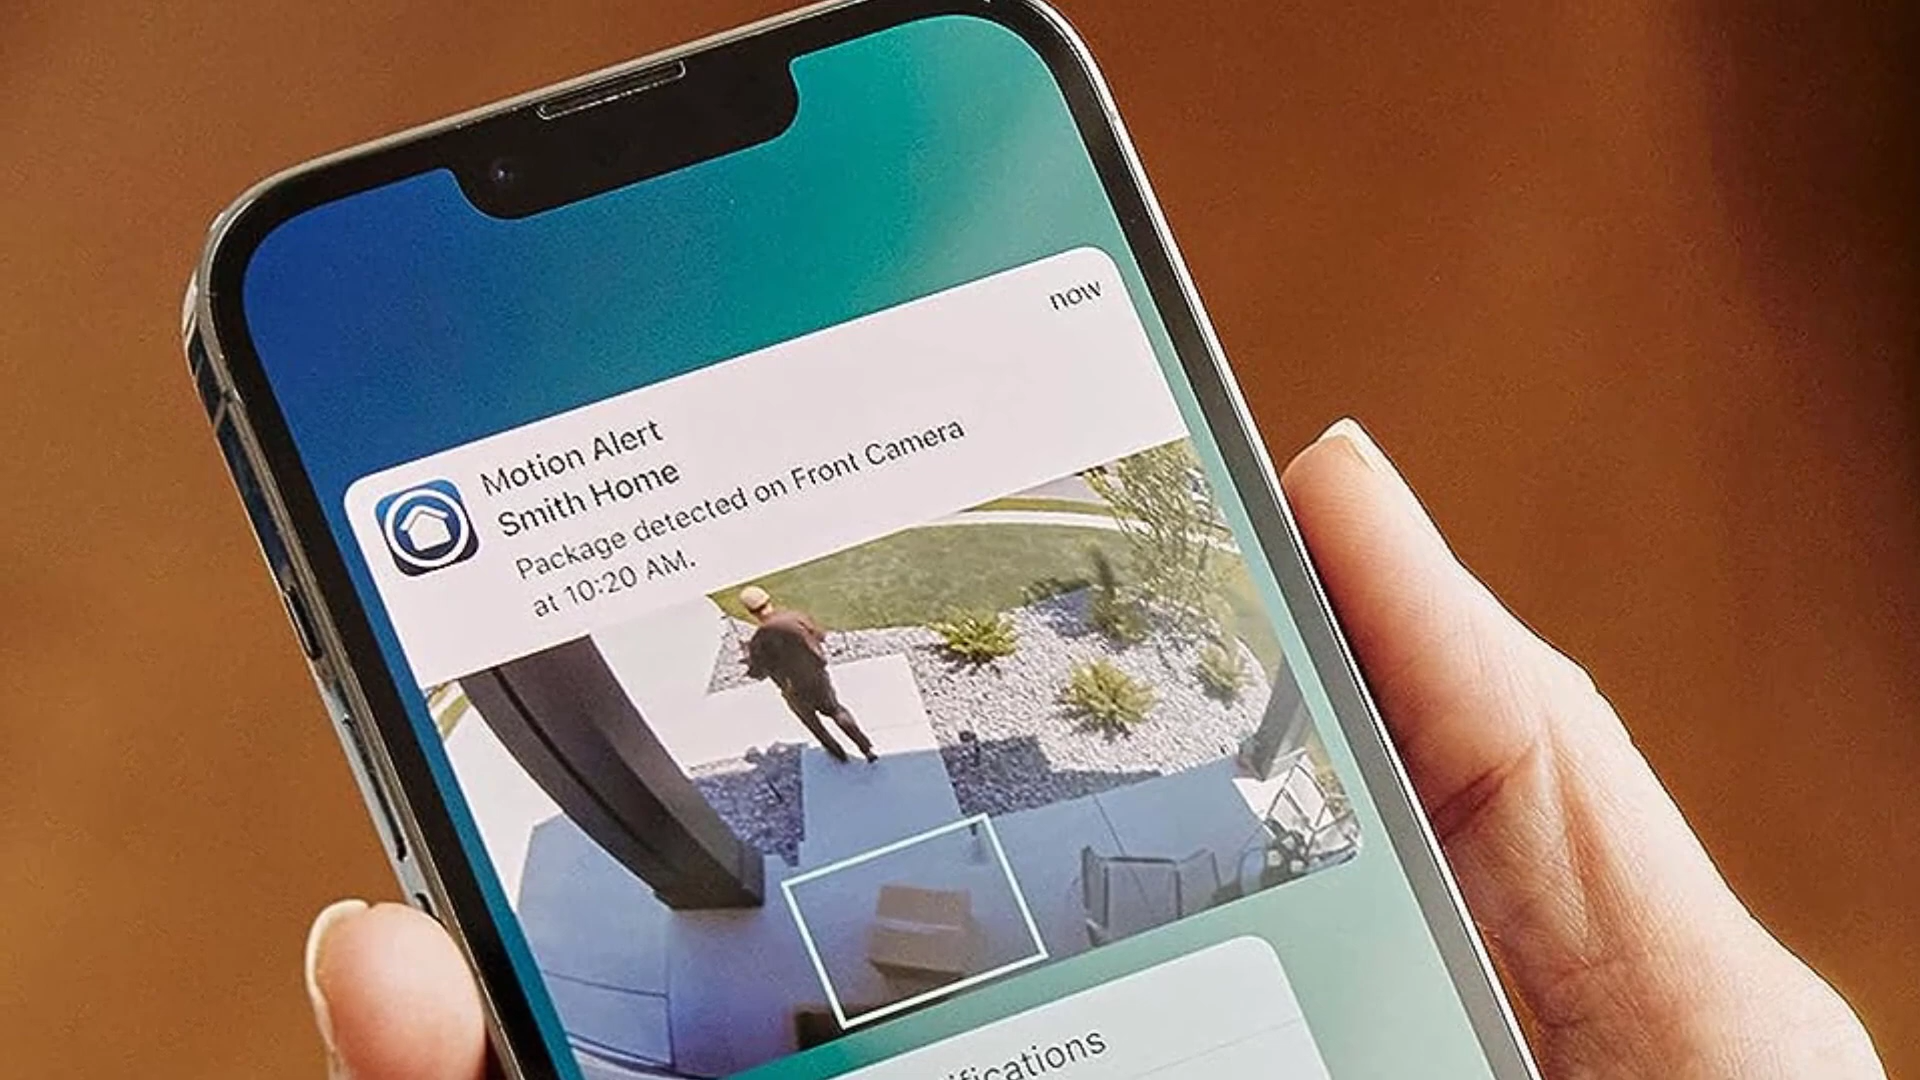 now
Motion Alert
Smith Home
Package detected on Front Camera
at 10:20 AM.